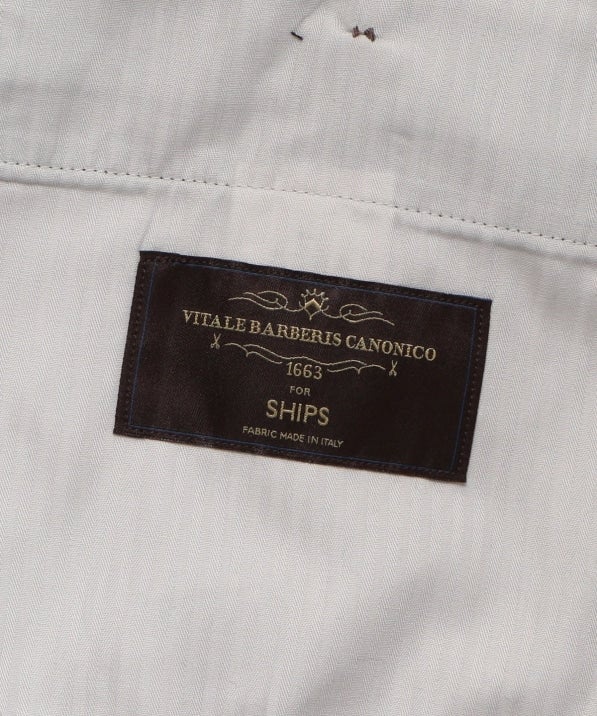 VITALE BARBERIS CANONICO
1663
FOR
SHIPS
FABRIC MADE IN ITALY